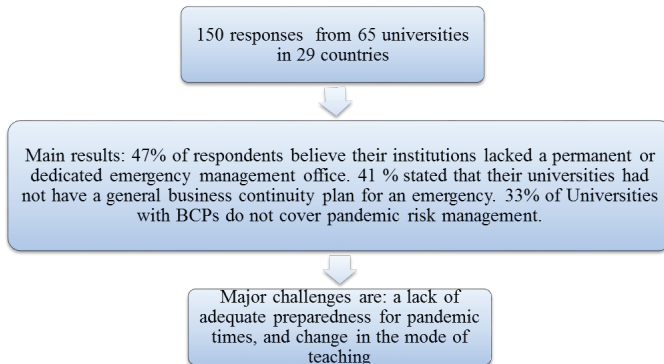 150 responses from 65 universities
in 29 countries
Main results: 47% of respondents believe their institutions lacked a permanent or
dedicated emergency management office. 41 % stated that their universities had
not have a general business continuity plan for an emergency. 33% of Universities
with BCPs do not cover pandemic risk management.
Major challenges are: a lack of
adequate preparedness for pandemic
times, and change in the mode of
teaching